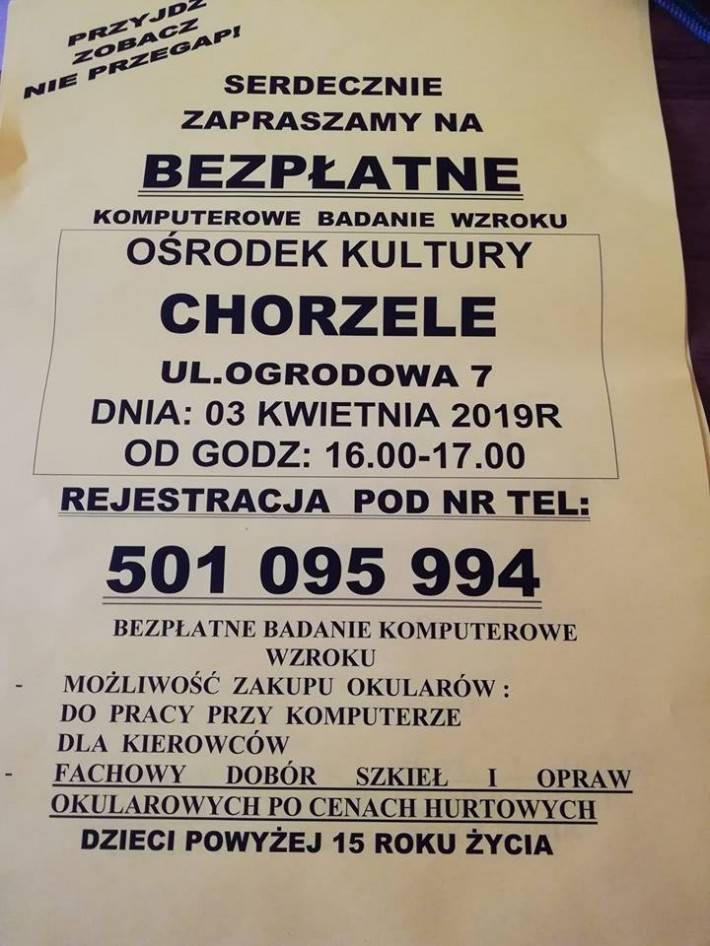 PRZYJDŹ
ZOBACZ
NIE PRZEGAP!
SERDECZNIE
ZAPRASZAMY NA
BEZPŁATNE
KOMPUTEROWE BADANIE WZROKU
OŚRODEK KULTURY
CHORZELE
UL.OGRODOWA 7
DNIA: 03 KWIETNIA 2019R
OD GODZ: 16.00-17.00
REJESTRACJA POD NR TEL:
501 095 994
BEZPŁATNE BADANIE KOMPUTEROWE
WZROKU
- MOŻLIWOŚĆ ZAKUPU OKULARÓW :
DO PRACY PRZY KOMPUTERZE
DLA KIEROWCÓW
- FACHOWY DOBÓR SZKIEŁ I OPRAW
OKULAROWYCH PO CENACH HURTOWYCH
DZIECI POWYŻEJ 15 ROKU ŻYCIA